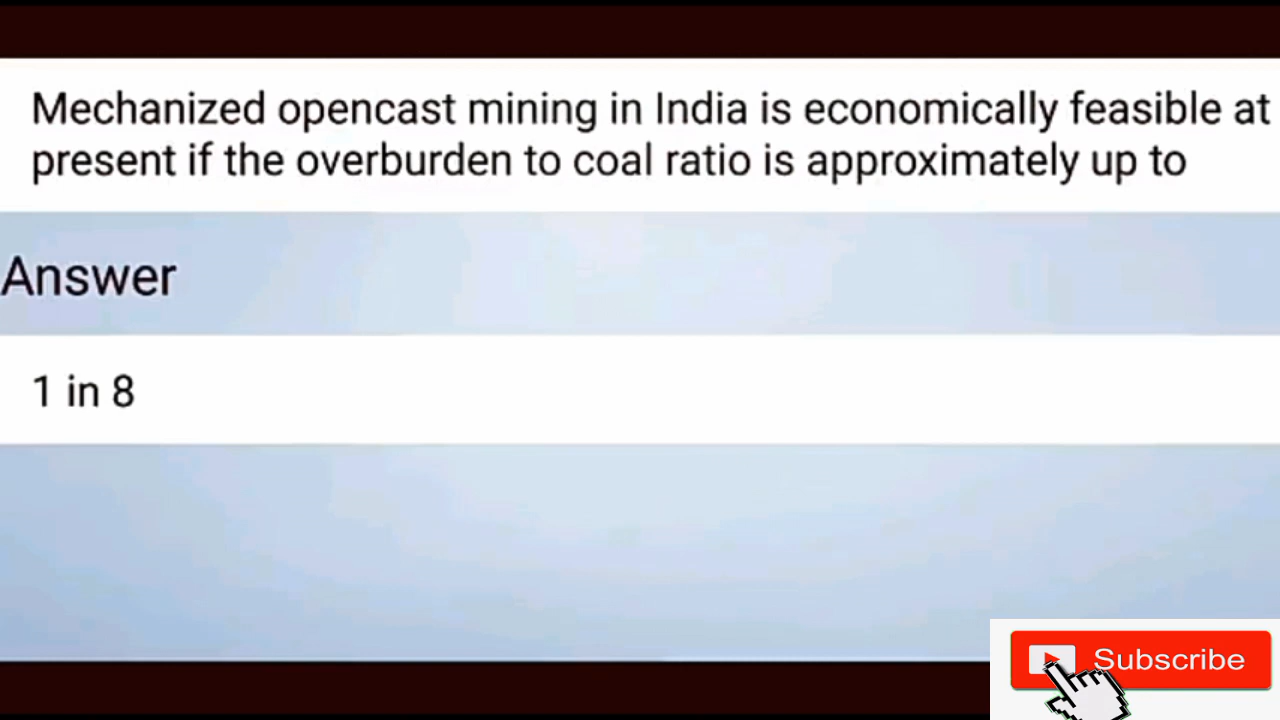 Mechanized opencast mining in India is economically feasible at
present if the overburden to coal ratio is approximately up to
Answer
1 in 8
Subscribe